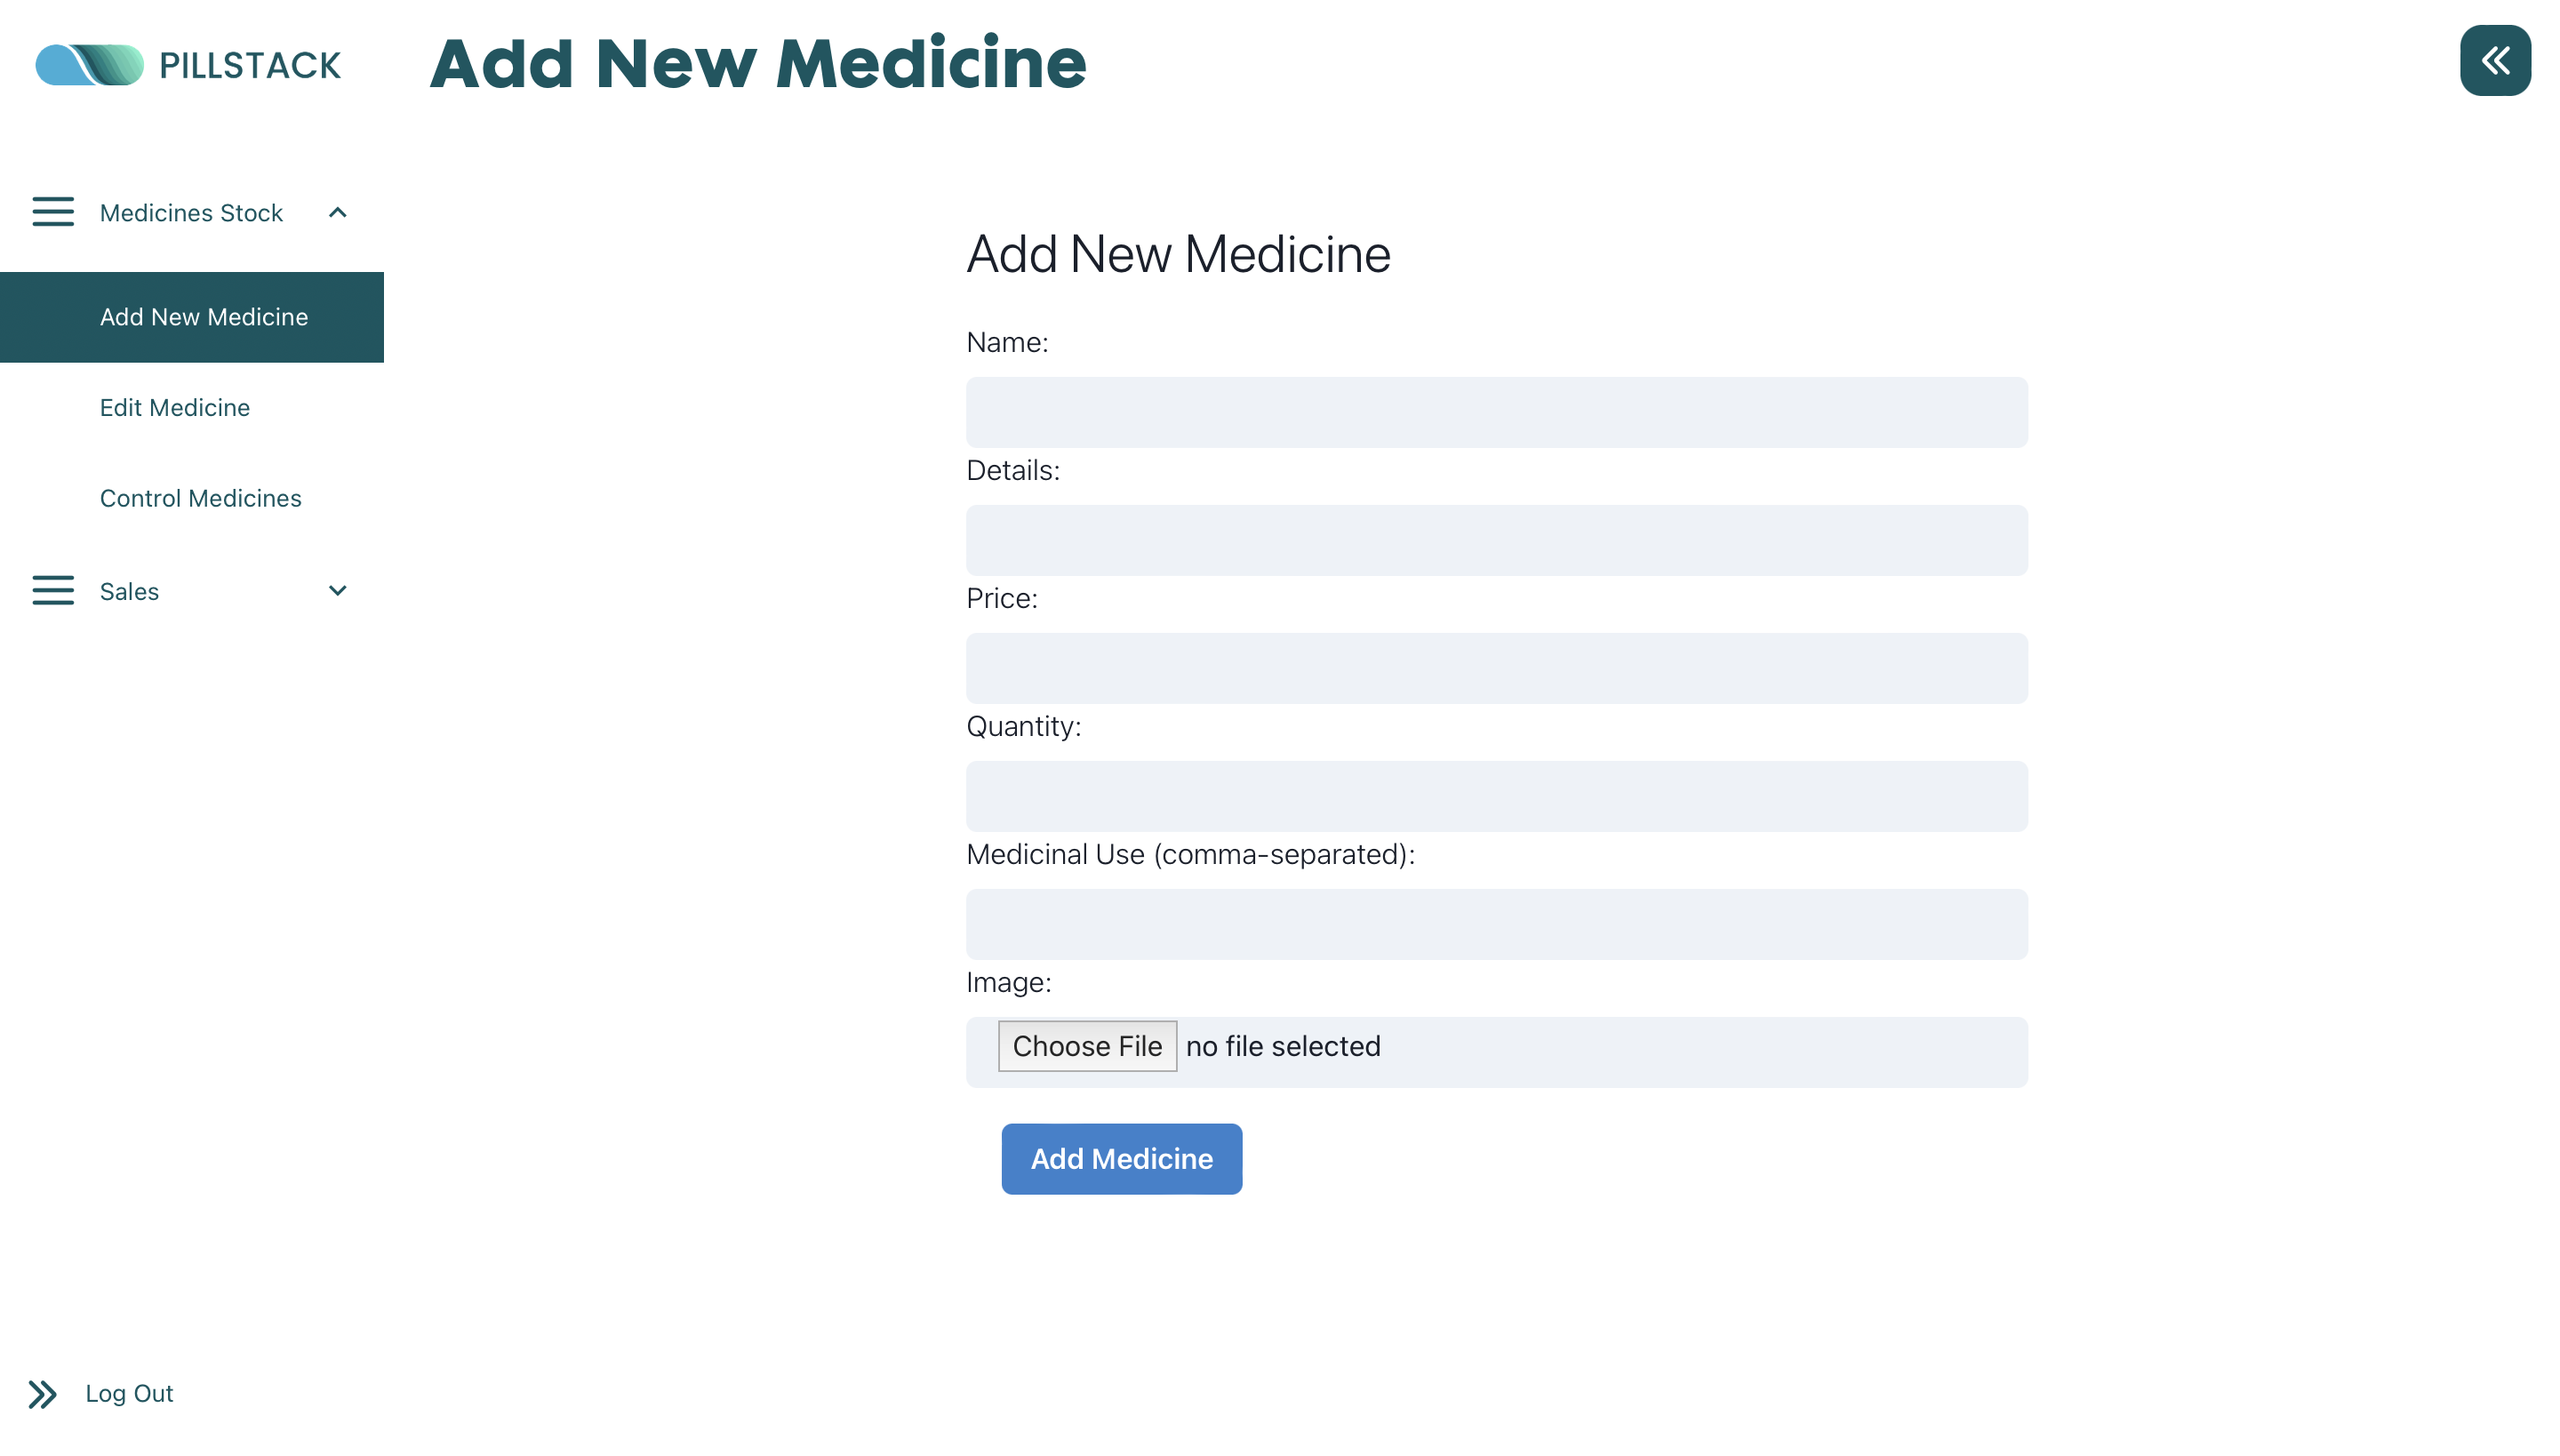 PILLSTACK
Add New Medicine
Medicines Stock
Add New Medicine
Edit Medicine
Control Medicines
Sales
Log Out
Add New Medicine
Name:
Details:
Price:
Quantity:
Medicinal Use (comma-separated):
Image:
Choose File no file selected
Add Medicine